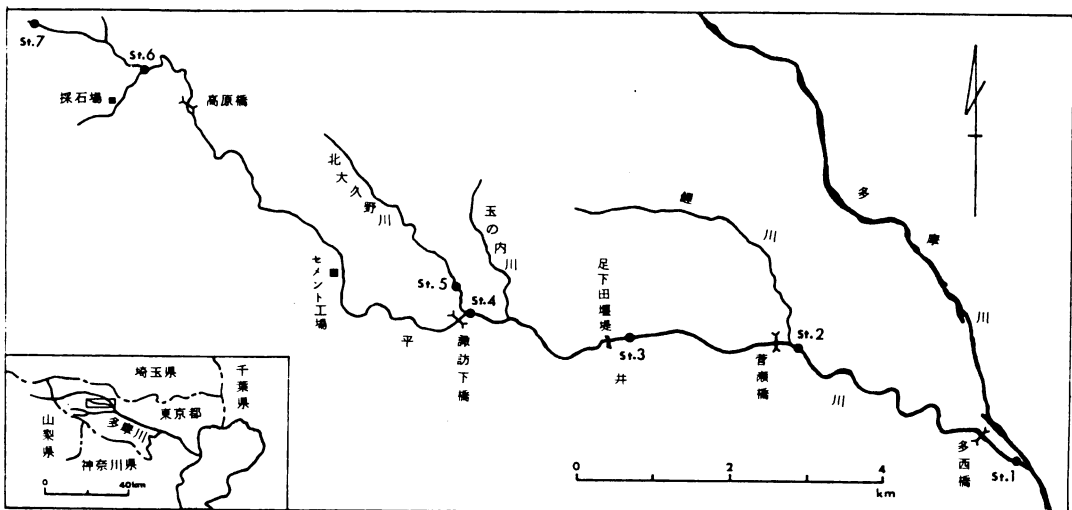 St.7
St.6
採石場
高原橋
北大久野川
玉の内川
鯉川
多摩川
セメント工場
St.5
St.4
諏訪下橋
足下田堰堤
St.3
菅瀬橋
St.2
平井川
多西橋
St.1
0 2 4
km
埼玉県
千葉県
東京都
山梨県
多摩川
神奈川県
0 40km